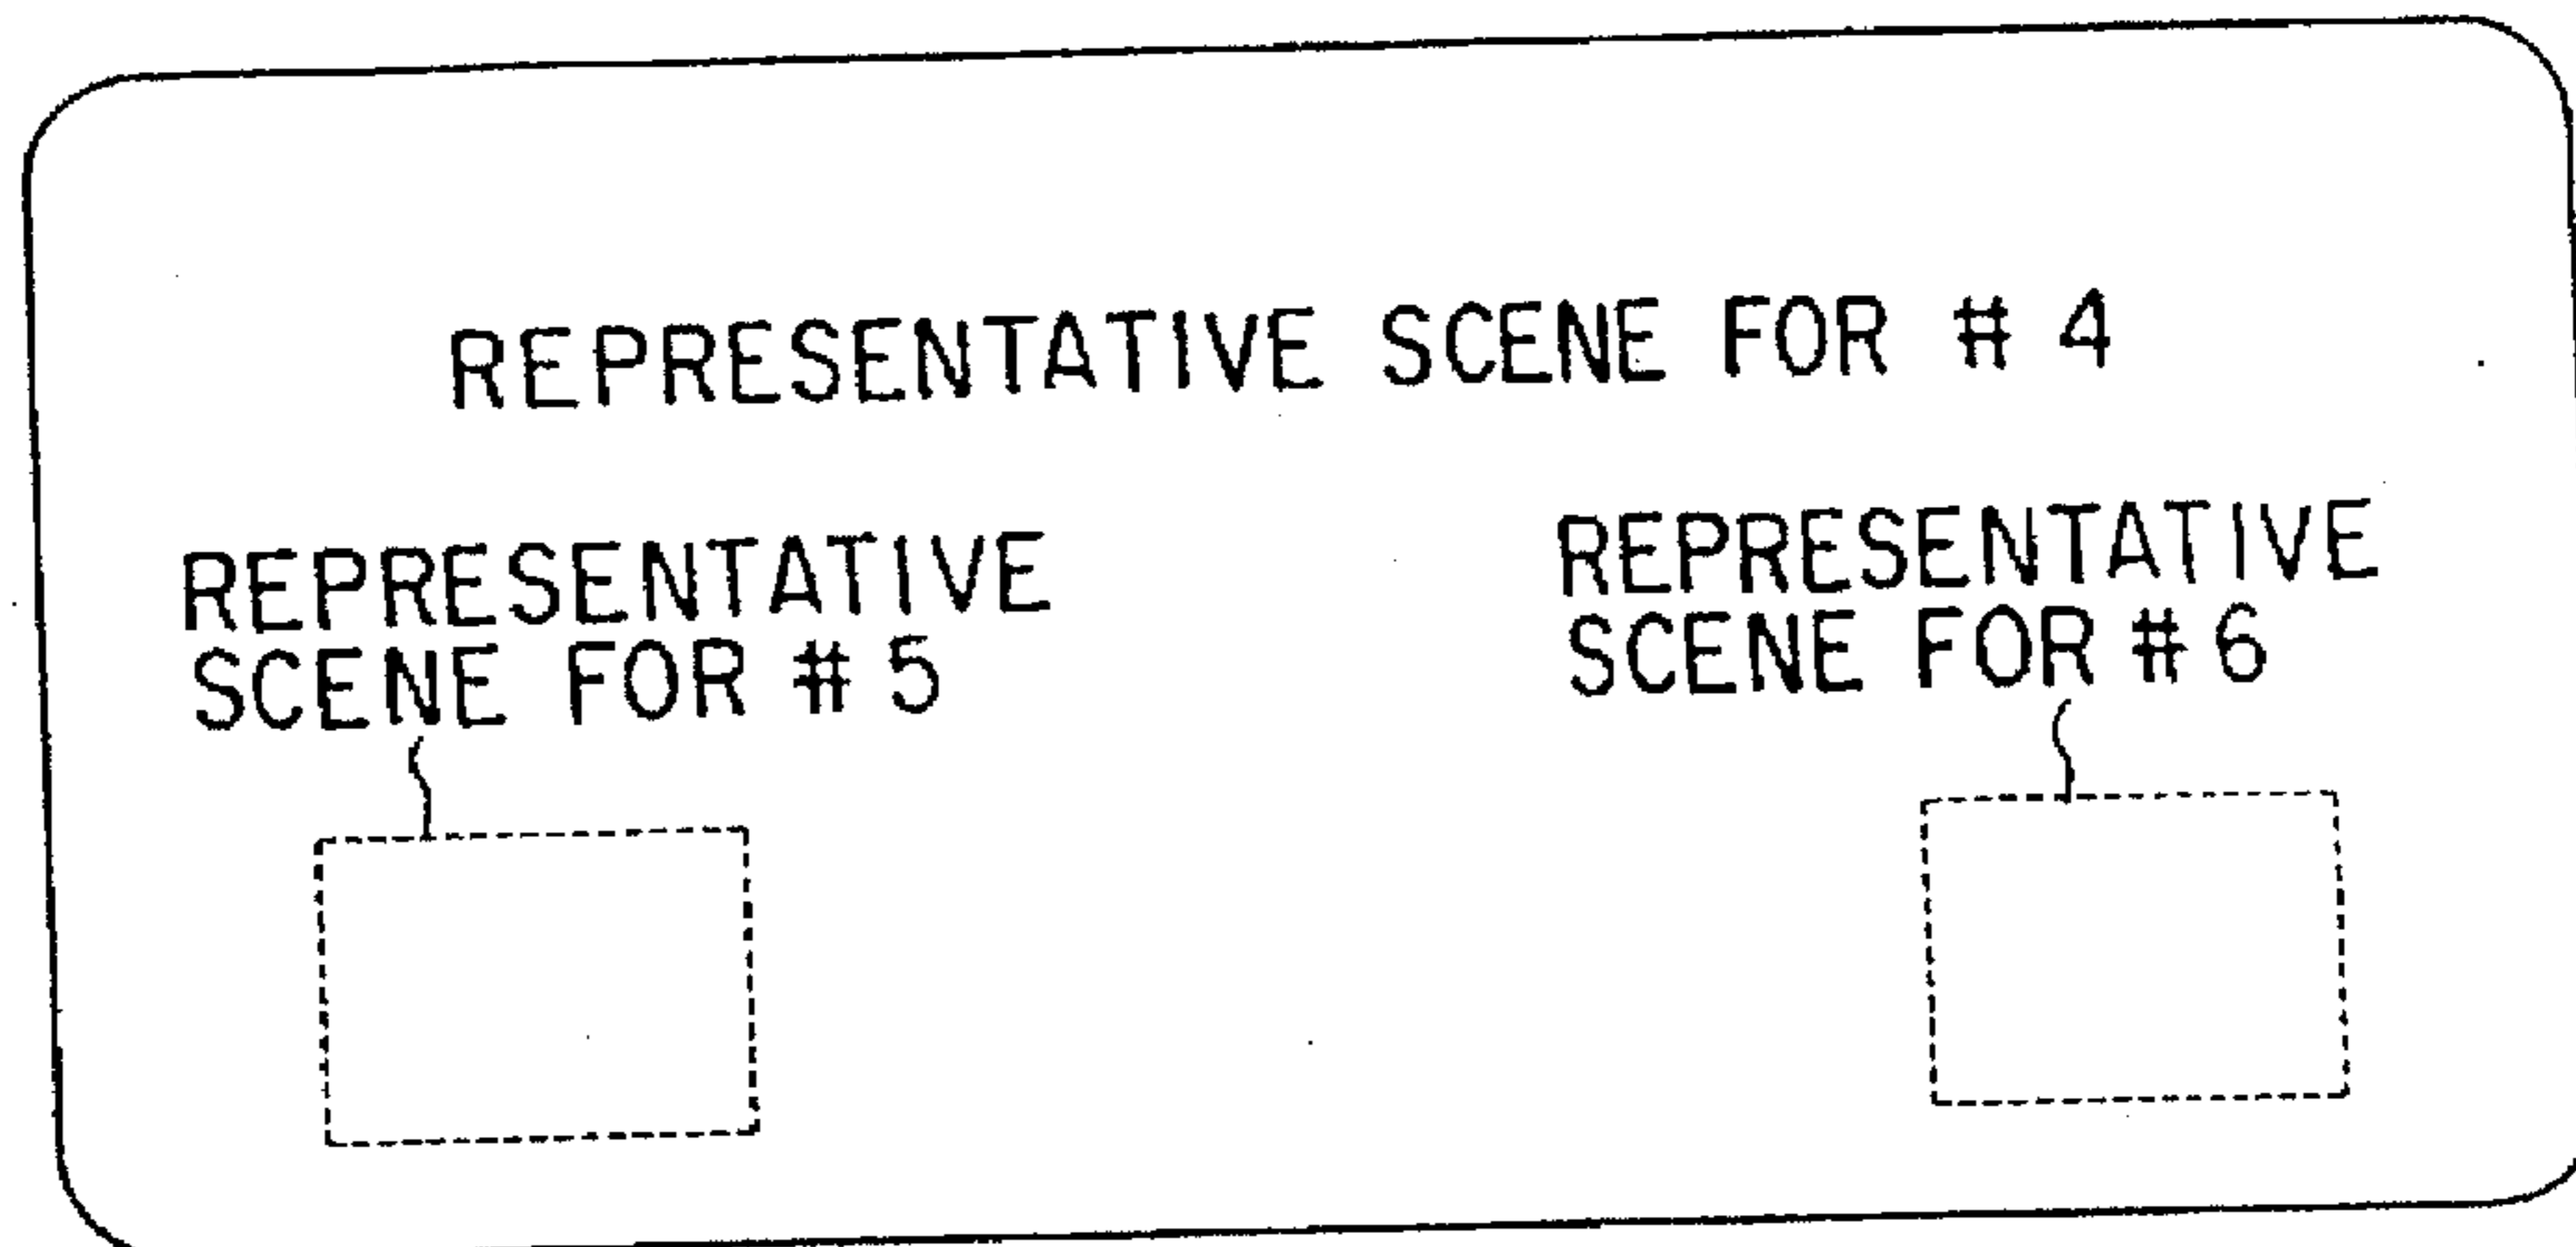 REPRESENTATIVE SCENE FOR # 4
REPRESENTATIVE
SCENE FOR # 5
REPRESENTATIVE
SCENE FOR # 6